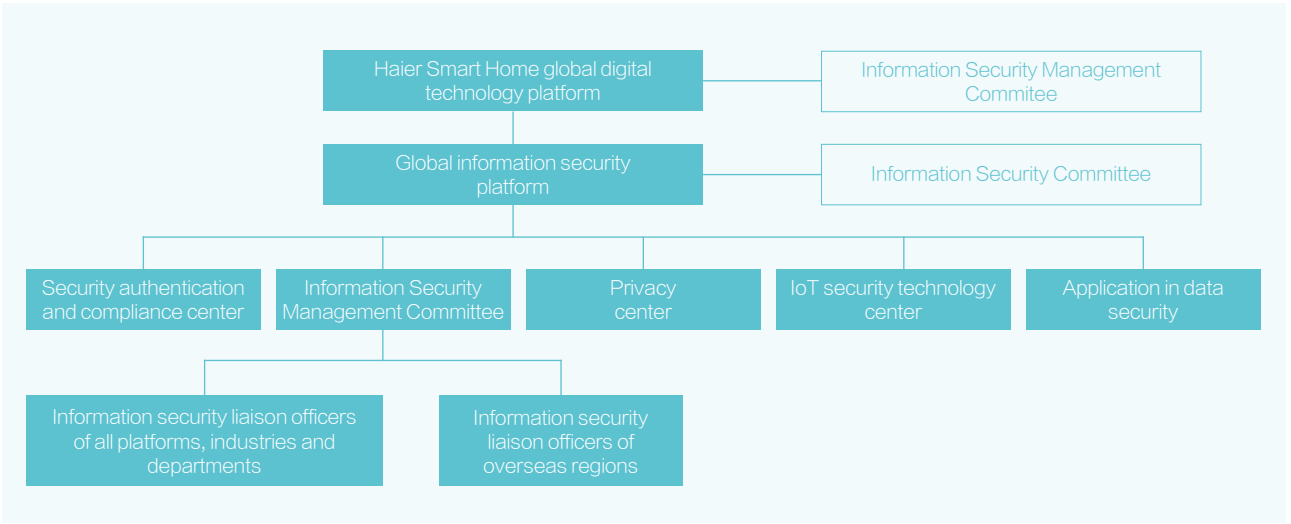 Haier Smart Home global digital
technology platform
Information Security Management
Commitee
Global information security
platform
Information Security Committee
Security authentication
and compliance center
Information Security
Management Committee
Privacy
center
IoT security technology
center
Application in data
security
Information security liaison officers
of all platforms, industries and
departments
Information security
liaison officers of
overseas regions